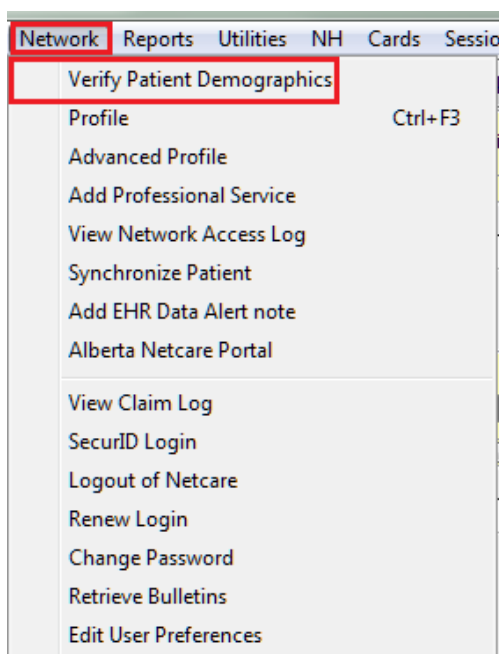 Network Reports Utilities NH Cards Sessio
Verify Patient Demographics
Profile Ctrl+F3
Advanced Profile
Add Professional Service
View Network Access Log
Synchronize Patient
Add EHR Data Alert note
Alberta Netcare Portal
View Claim Log
SecurID Login
Logout of Netcare
Renew Login
Change Password
Retrieve Bulletins
Edit User Preferences